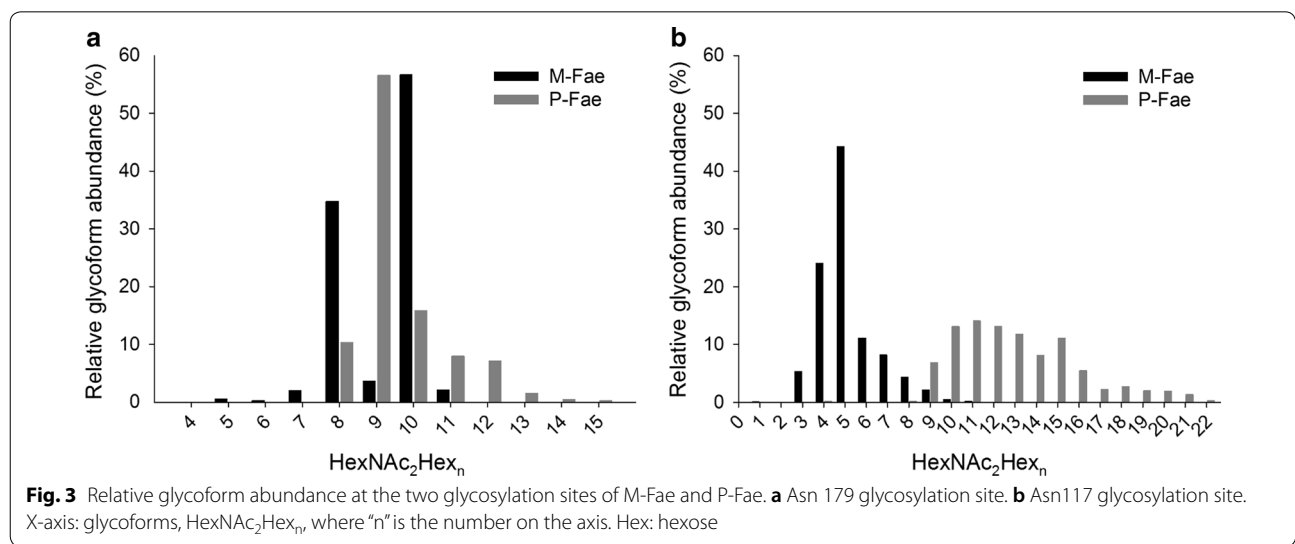 a
60
50
40
30
20
10
0
Relative glycoform abundance (%)
M-Fae
P-Fae
4 5 6 7 8 9 10 11 12 13 14 15
HexNAc₂Hexₙ
b
60
50
40
30
20
10
0
Relative glycoform abundance (%)
M-Fae
P-Fae
0 1 2 3 4 5 6 7 8 9 10 11 12 13 14 15 16 17 18 19 20 21 22
HexNAc₂Hexₙ
Fig. 3 Relative glycoform abundance at the two glycosylation sites of M-Fae and P-Fae. a Asn 179 glycosylation site. b Asn117 glycosylation site.
X-axis: glycoforms, HexNAc₂Hexₙ, where “n” is the number on the axis. Hex: hexose